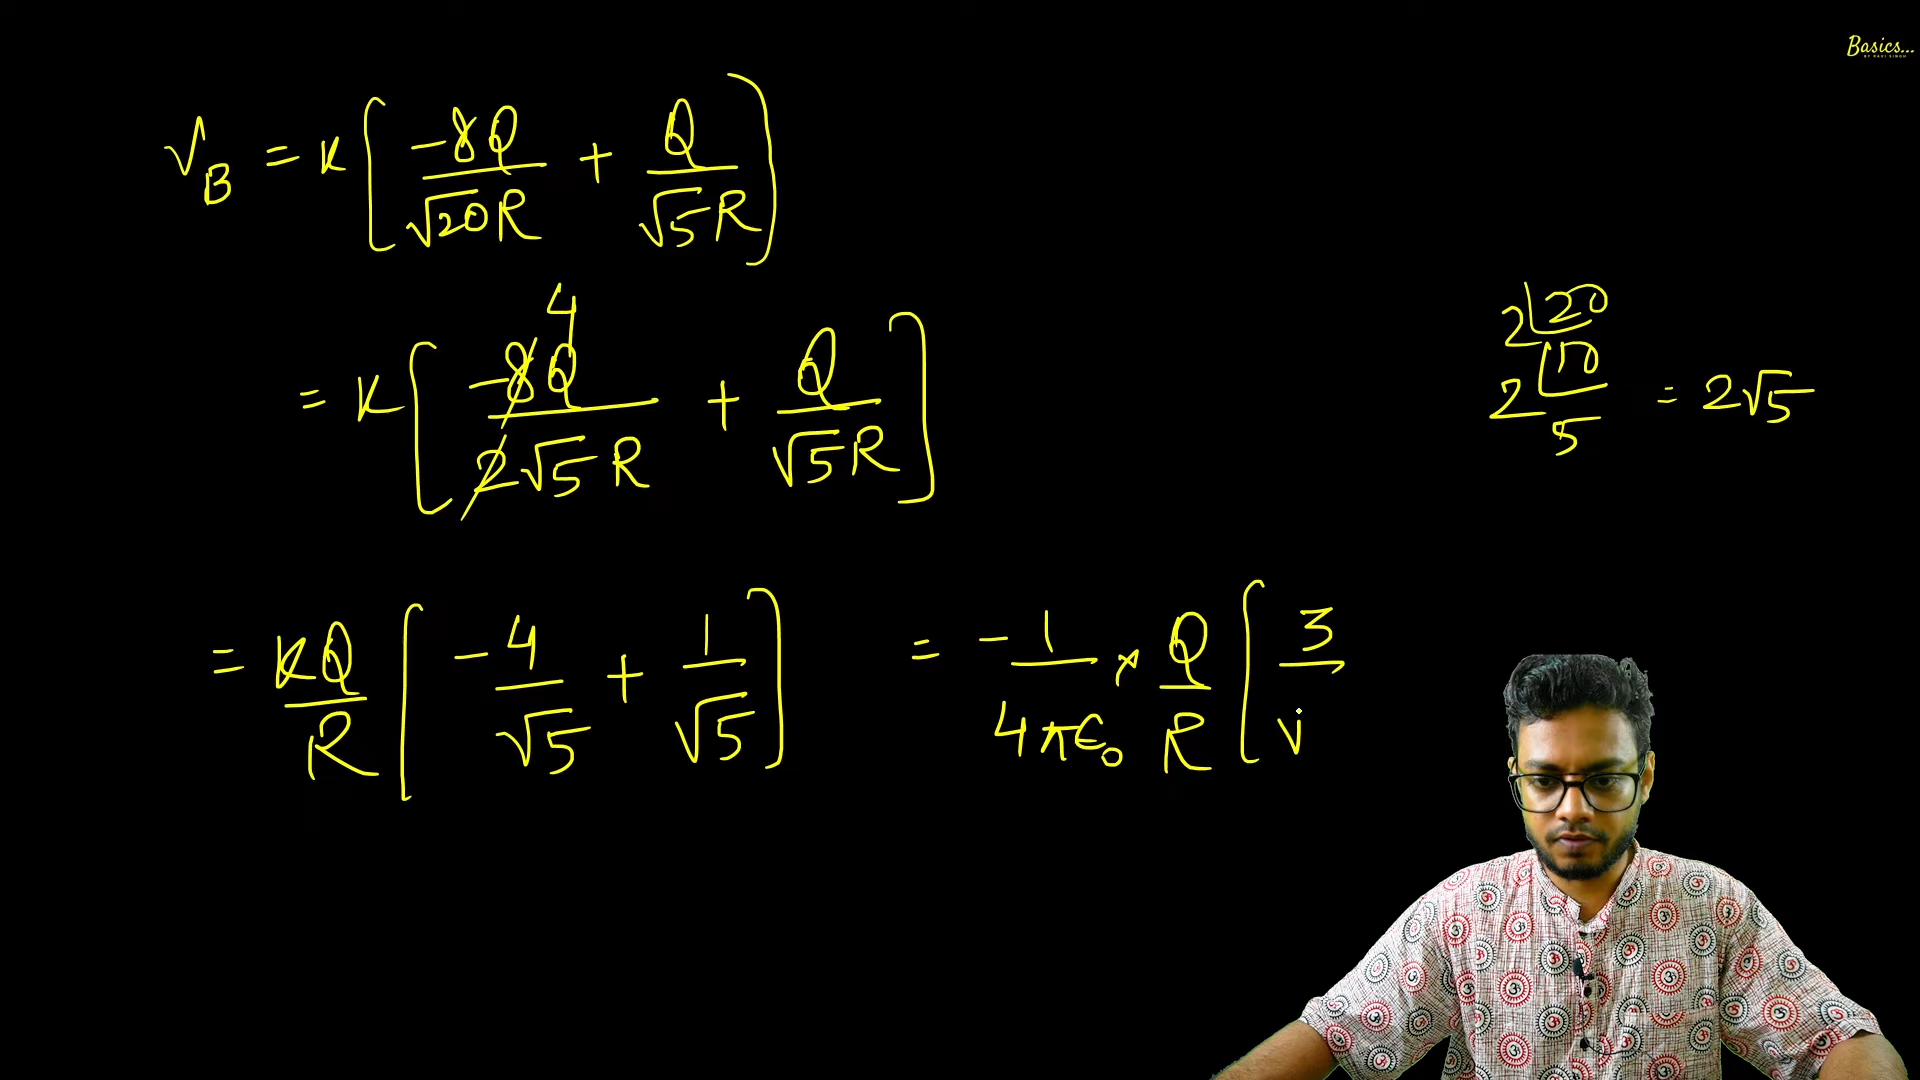 Basics...
V_B = K [ -8Q/√20R + Q/√5R ]
4
= K [ -8Q/2√5R + Q/√5R ]
2 20
2 10
5
= 2√5
= KQ/R [ -4/√5 + 1/√5 ] = -1/4πϵ₀ × Q/R [ 3/√